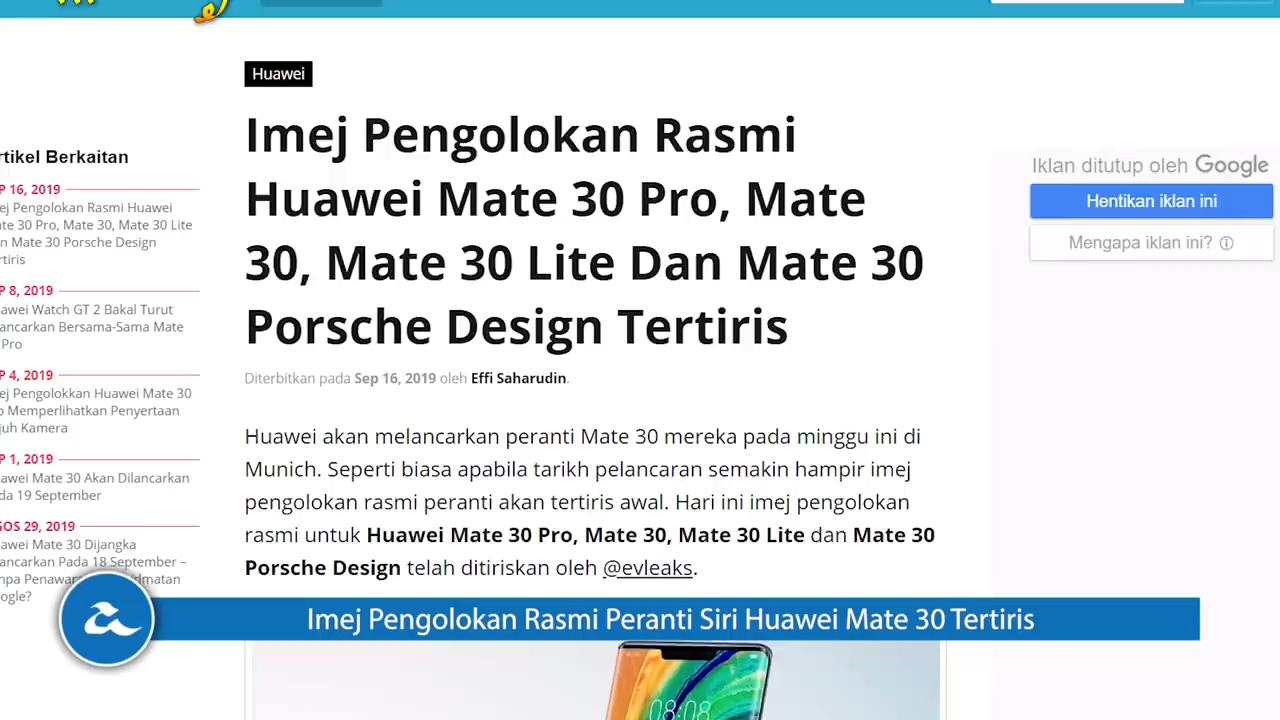 Huawei
Imej Pengolokan Rasmi
Huawei Mate 30 Pro, Mate
30, Mate 30 Lite Dan Mate 30
Porsche Design Tertiris
Diterbitkan pada Sep 16, 2019 oleh Effi Saharudin.
Huawei akan melancarkan peranti Mate 30 mereka pada minggu ini di
Munich. Seperti biasa apabila tarikh pelancaran semakin hampir imej
pengolokan rasmi peranti akan tertiris awal. Hari ini imej pengolokan
rasmi untuk Huawei Mate 30 Pro, Mate 30, Mate 30 Lite dan Mate 30
Porsche Design telah ditiriskan oleh @evleaks.
rtikel Berkaitan
P 16, 2019
ej Pengolokan Rasmi Huawei
ate 30 Pro, Mate 30, Mate 30 Lite
n Mate 30 Porsche Design
rtiris
P 8, 2019
awei Watch GT 2 Bakal Turut
ancarkan Bersama-Sama Mate
Pro
P 4, 2019
ej Pengolokkan Huawei Mate 30
o Memperlihatkan Penyertaan
juh Kamera
P 1, 2019
awei Mate 30 Akan Dilancarkan
da 19 September
GOS 29, 2019
awei Mate 30 Dijangka
ancarkan Pada 18 September –
npa Penawar
ogle?
Iklan ditutup oleh Google
Hentikan iklan ini
Mengapa iklan ini?
Imej Pengolokan Rasmi Peranti Siri Huawei Mate 30 Tertiris
08:08